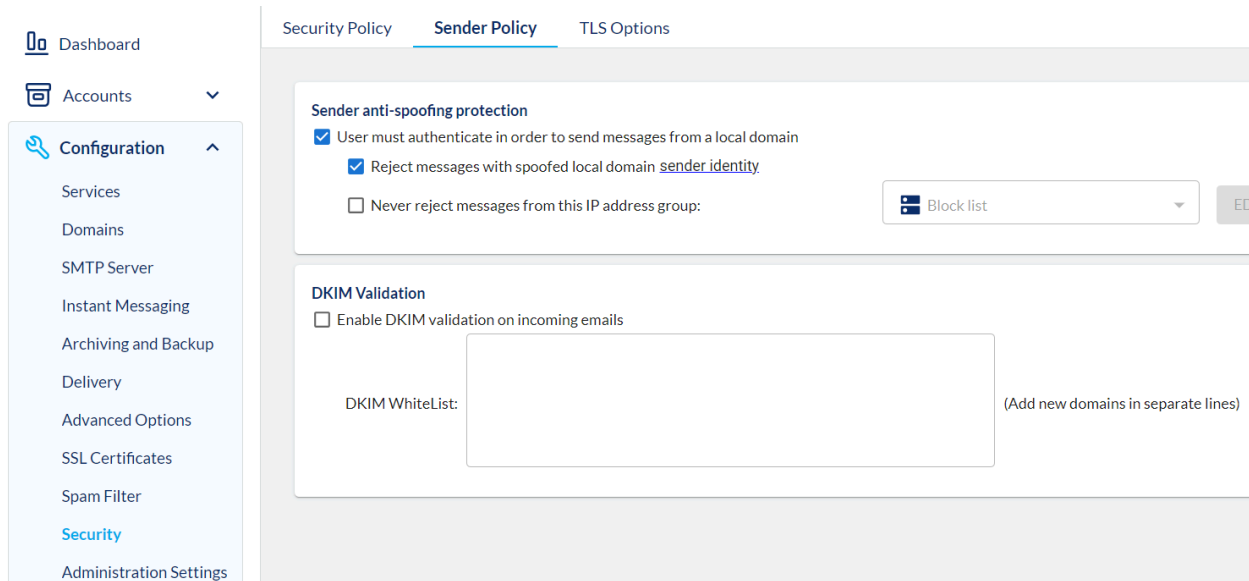 Dashboard
Accounts
Configuration
Services
Domains
SMTP Server
Instant Messaging
Archiving and Backup
Delivery
Advanced Options
SSL Certificates
Spam Filter
Security
Administration Settings
Security Policy Sender Policy TLS Options
Sender anti-spoofing protection
User must authenticate in order to send messages from a local domain
Reject messages with spoofed local domain sender identity
Never reject messages from this IP address group: Block list
DKIM Validation
Enable DKIM validation on incoming emails
DKIM WhiteList: (Add new domains in separate lines)